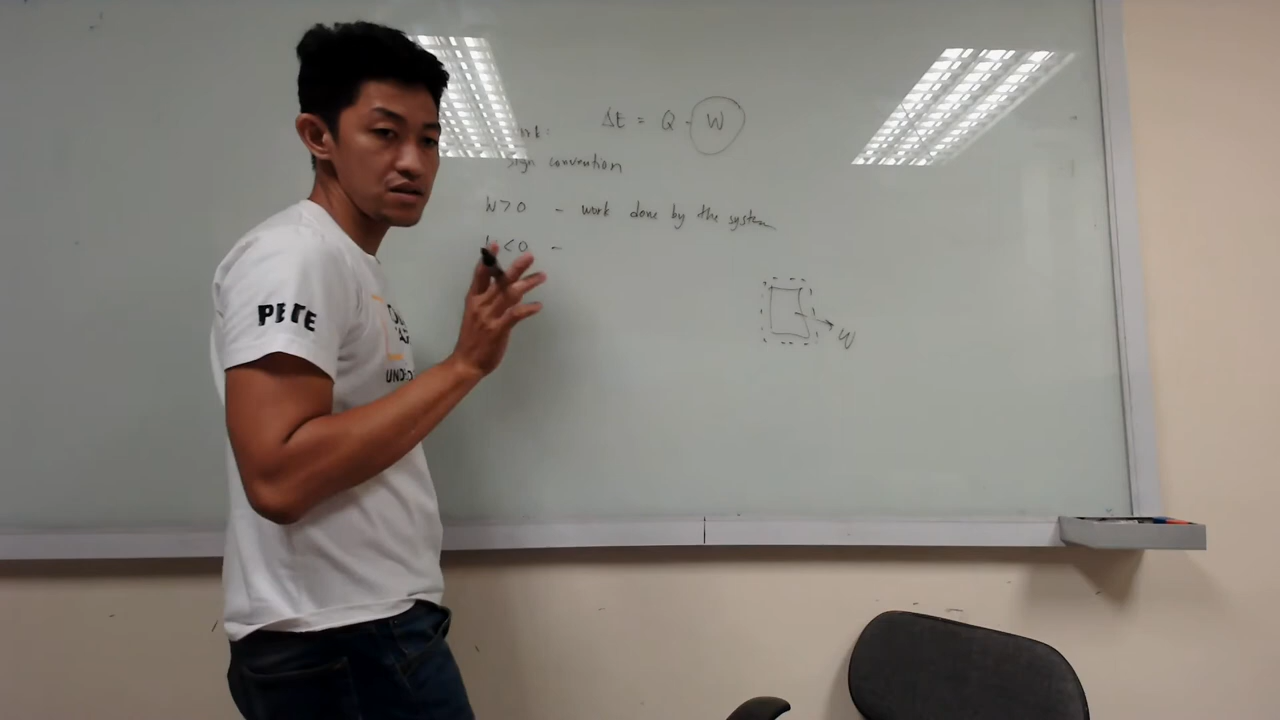 ΔE = Q - W
Sign convention
W > 0 - work done by the system
< 0 -
W
PETE